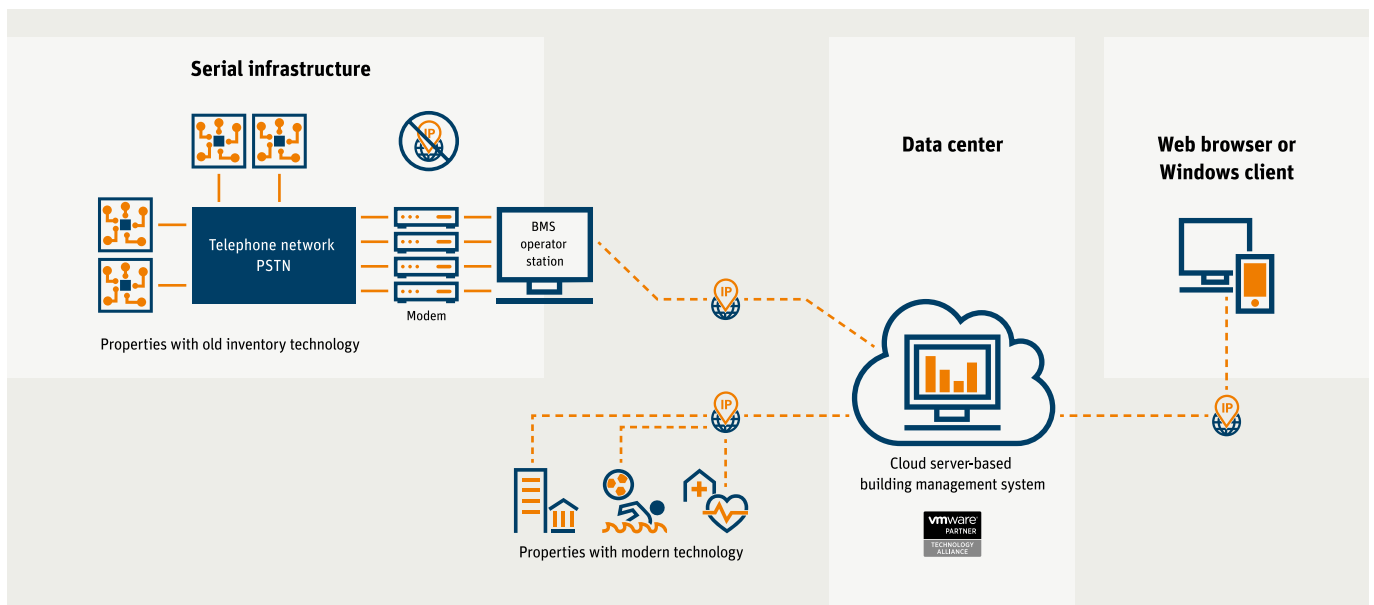 Serial infrastructure
IP
Telephone network
PSTN
BMS
operator
station
Modem
Properties with old inventory technology
IP
IP
Properties with modern technology
Data center
Cloud server-based
building management system
vmware
PARTNER
TECHNOLOGY
ALLIANCE
Web browser or
Windows client
IP